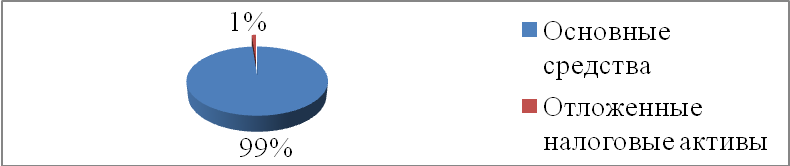 1%
99%
Основные
средства
Отложенные
налоговые активы